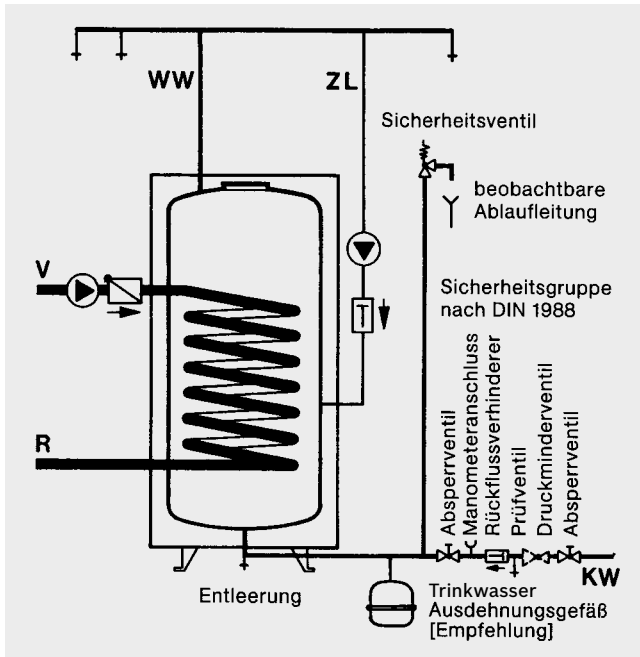 WW
ZL
Sicherheitsventil
beobachtbare
Ablaufleitung
V
Sicherheitsgruppe
nach DIN 1988
T
R
Absperrventil
Manometeranschluss
Rückflussverhinderer
Prüfventil
Druckminderventil
Absperrventil
KW
Entleerung
Trinkwasser
Ausdehnungsgefäß
[Empfehlung]